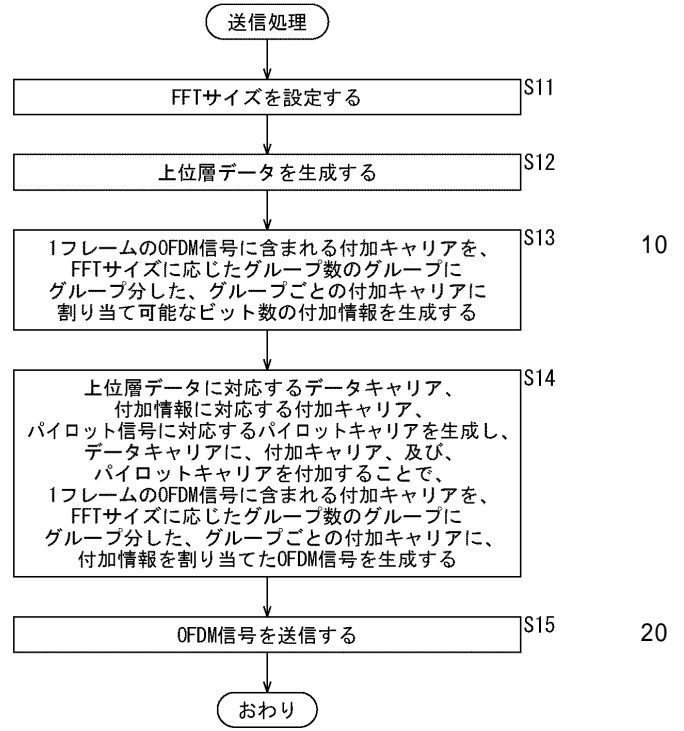 送信処理
S11
FFTサイズを設定する
S12
上位層データを生成する
S13
1フレームのOFDM信号に含まれる付加キャリアを、
FFTサイズに応じたグループ数のグループに
グループ分した、グループごとの付加キャリアに
割り当て可能なビット数の付加情報を生成する
10
S14
上位層データに対応するデータキャリア、
付加情報に対応する付加キャリア、
パイロット信号に対応するパイロットキャリアを生成し、
データキャリアに、付加キャリア、及び、
パイロットキャリアを付加することで、
1フレームのOFDM信号に含まれる付加キャリアを、
FFTサイズに応じたグループ数のグループに
グループ分した、グループごとの付加キャリアに、
付加情報を割り当てたOFDM信号を生成する
S15
OFDM信号を送信する
20
おわり